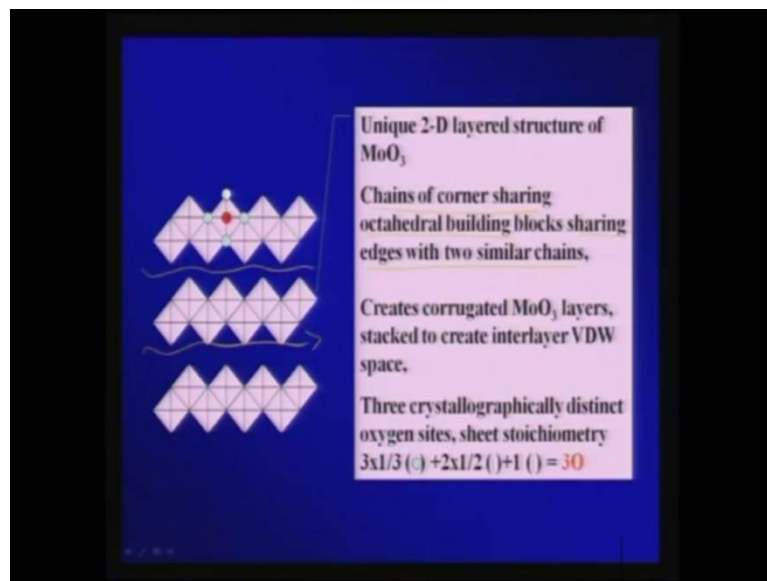 Unique 2-D layered structure of
MoO₃
Chains of corner sharing
octahedral building blocks sharing
edges with two similar chains,
Creates corrugated MoO₃ layers,
stacked to create interlayer VDW
space,
Three crystallographically distinct
oxygen sites, sheet stoichiometry
3x1/3 ( ) +2x1/2 ( )+1 ( ) = 3O